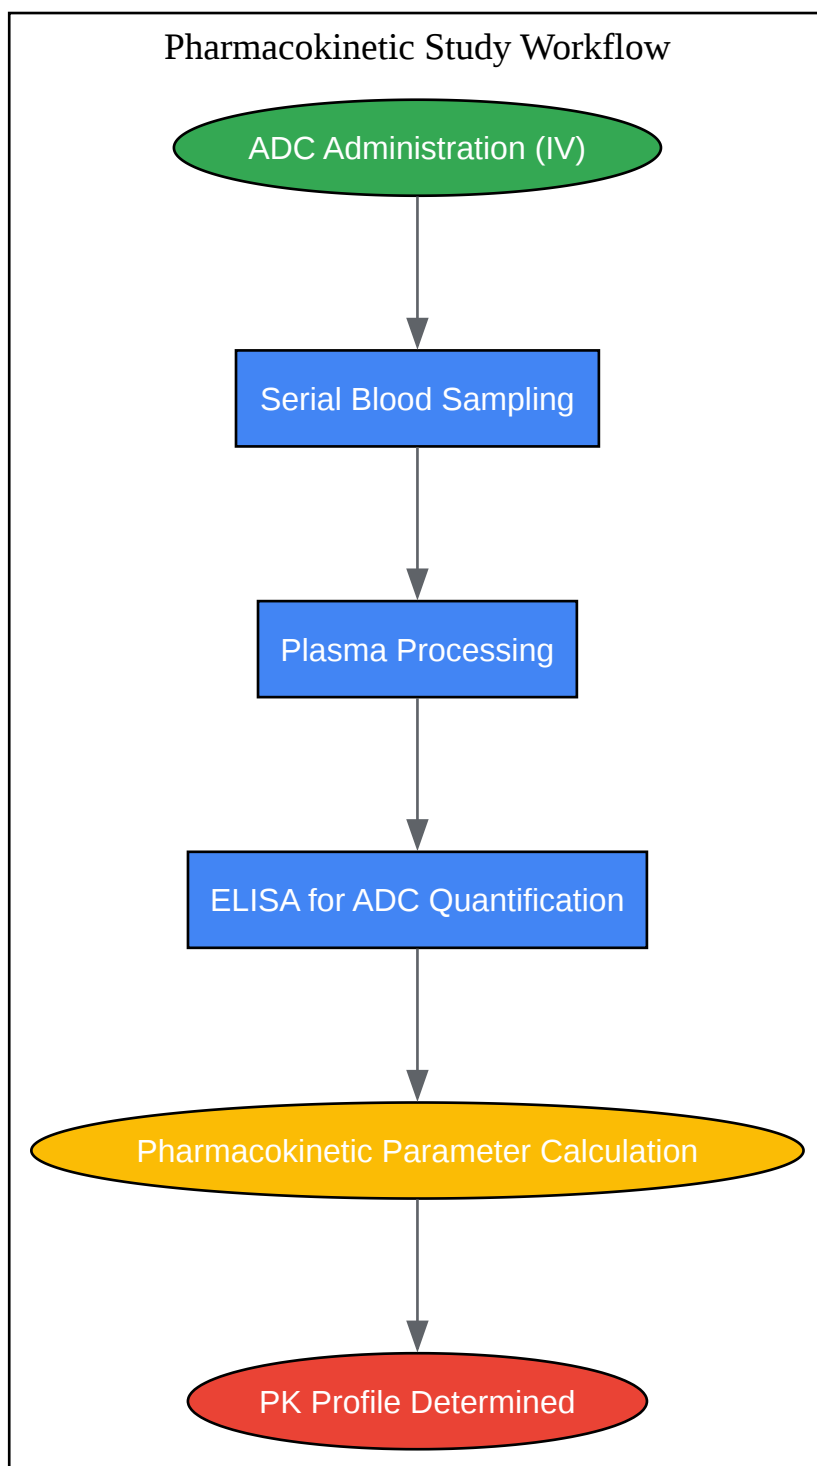 Pharmacokinetic Study Workflow
ADC Administration (IV)
Serial Blood Sampling
Plasma Processing
ELISA for ADC Quantification
Pharmacokinetic Parameter Calculation
PK Profile Determined